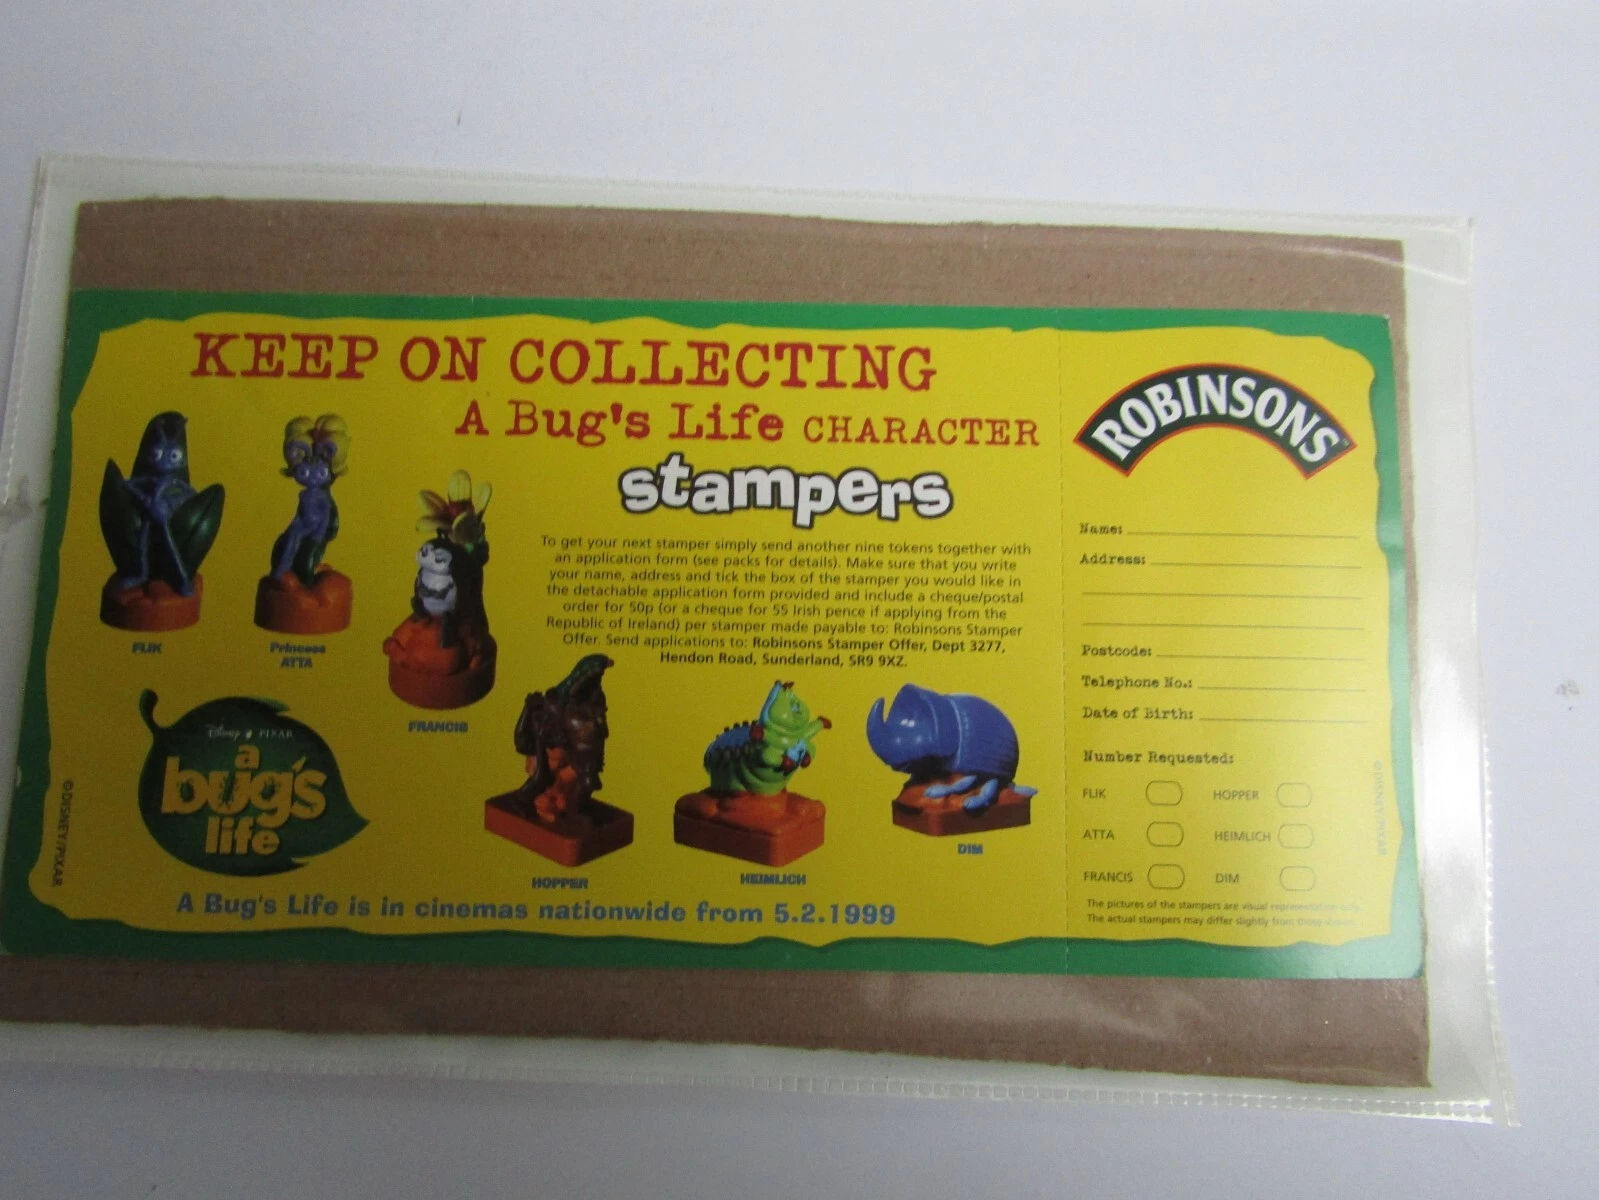 KEEP ON COLLECTING
A Bug's Life CHARACTER
stampers
To get your next stamper simply send another nine tokens together with
an application form (see packs for details). Make sure that you write
your name, address and tick the box of the stamper you would like in
the detachable application form provided and include a cheque/postal
order for 50p (or a cheque for 55 Irish pence if applying from the
Republic of Ireland) per stamper made payable to: Robinsons Stamper
Offer. Send applications to: Robinsons Stamper Offer, Dept 3277,
Hendon Road, Sunderland, SR9 9XZ.
FLIK
Princess
ATTA
FRANCIS
HOPPER
HEIMLICH
DIM
Disney PIXAR
a
bug's
life
©DISNEY/PIXAR
A Bug's Life is in cinemas nationwide from 5.2.1999
ROBINSONS™
Name:
Address:
Postcode:
Telephone No.:
Date of Birth:
Number Requested:
FLIK HOPPER
ATTA HEIMLICH
FRANCIS DIM
The pictures of the stampers are visual representation only.
The actual stampers may differ slightly from those shown.
©DISNEY/PIXAR